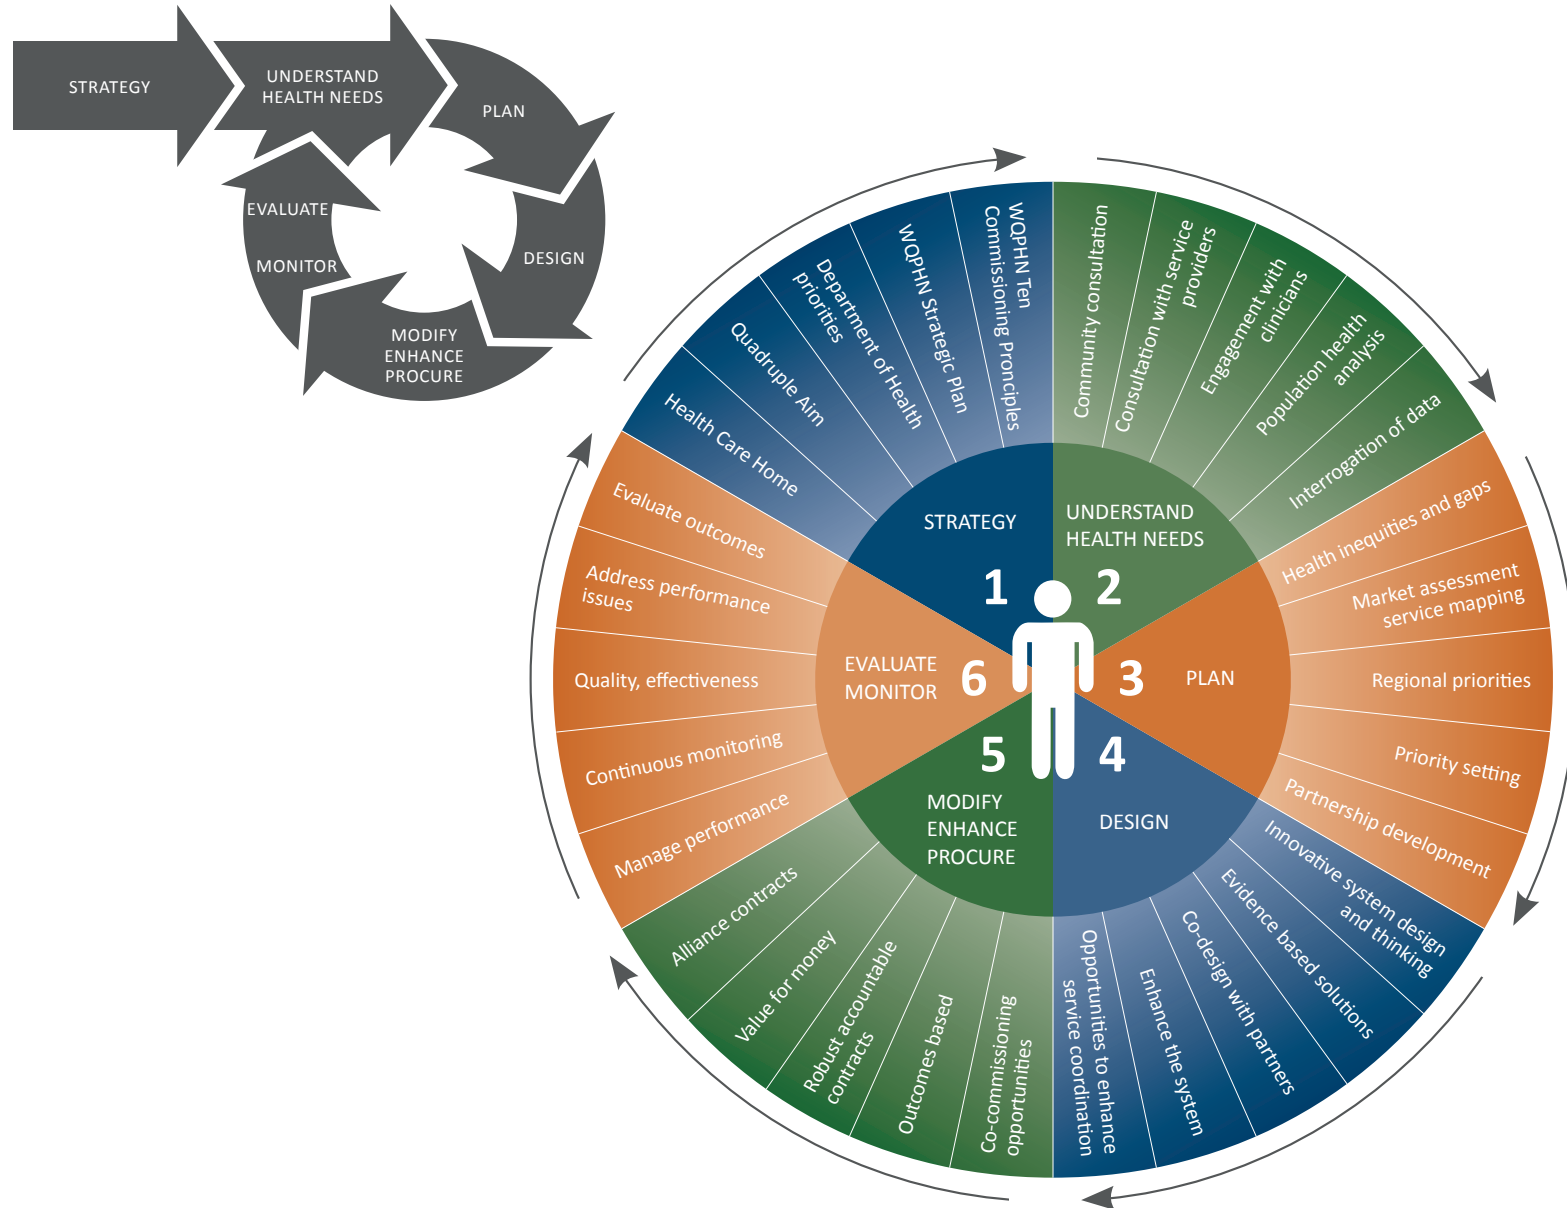 STRATEGY
UNDERSTAND
HEALTH NEEDS
PLAN
DESIGN
MODIFY
ENHANCE
PROCURE
MONITOR
EVALUATE
STRATEGY
1
Health Care Home
Quadruple Aim
Department of Health
priorities
WQPHN Strategic Plan
WQPHN Ten
Commissioning Pronciples
UNDERSTAND
HEALTH NEEDS
2
Community consultation
Consultation with service
providers
Engagement with
clinicians
Population health
analysis
Interrogation of data
3
PLAN
Health inequities and gaps
Market assessment
service mapping
Regional priorities
Priority setting
Partnership development
4
DESIGN
Innovative system design
and thinking
Evidence based solutions
Co-design with partners
Enhance the system
Opportunities to enhance
service coordination
5
MODIFY
ENHANCE
PROCURE
Co-commissioning
opportunities
Outcomes based
Robust accountable
contracts
Value for money
Alliance contracts
EVALUATE
MONITOR
6
Manage performance
Continuous monitoring
Quality, effectiveness
Address performance
issues
Evaluate outcomes